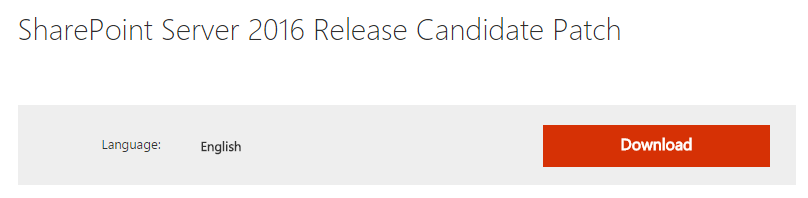 SharePoint Server 2016 Release Candidate Patch
Language: English Download